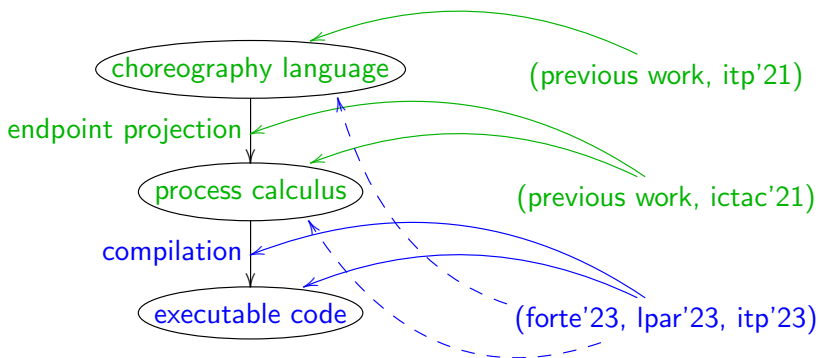 choreography language
(previous work, itp'21)
endpoint projection
process calculus
(previous work, ictac'21)
compilation
executable code
(forte'23, lpar'23, itp'23)